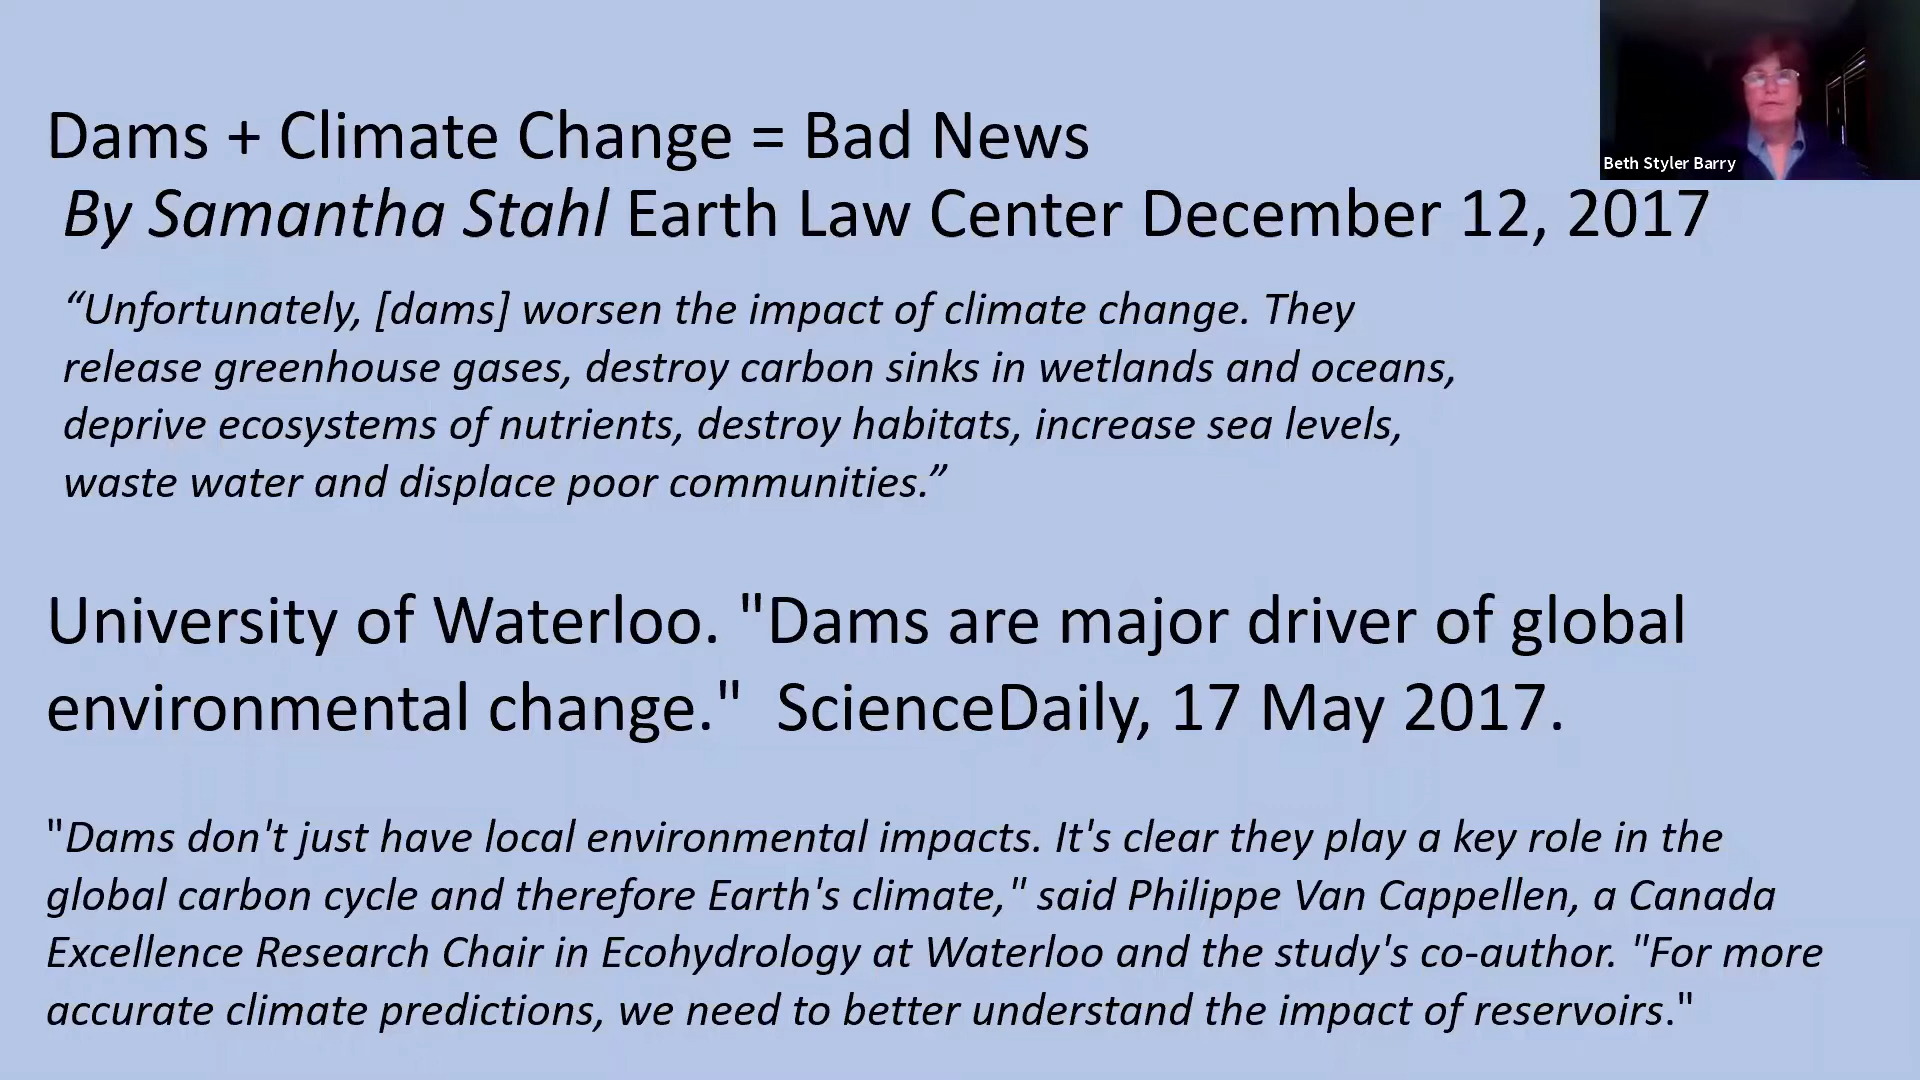 Dams + Climate Change = Bad News
By Samantha Stahl Earth Law Center December 12, 2017
“Unfortunately, [dams] worsen the impact of climate change. They
release greenhouse gases, destroy carbon sinks in wetlands and oceans,
deprive ecosystems of nutrients, destroy habitats, increase sea levels,
waste water and displace poor communities.”
University of Waterloo. "Dams are major driver of global
environmental change."  ScienceDaily, 17 May 2017.
"Dams don't just have local environmental impacts. It's clear they play a key role in the
global carbon cycle and therefore Earth's climate," said Philippe Van Cappellen, a Canada
Excellence Research Chair in Ecohydrology at Waterloo and the study's co-author. "For more
accurate climate predictions, we need to better understand the impact of reservoirs."
Beth Styler Barry